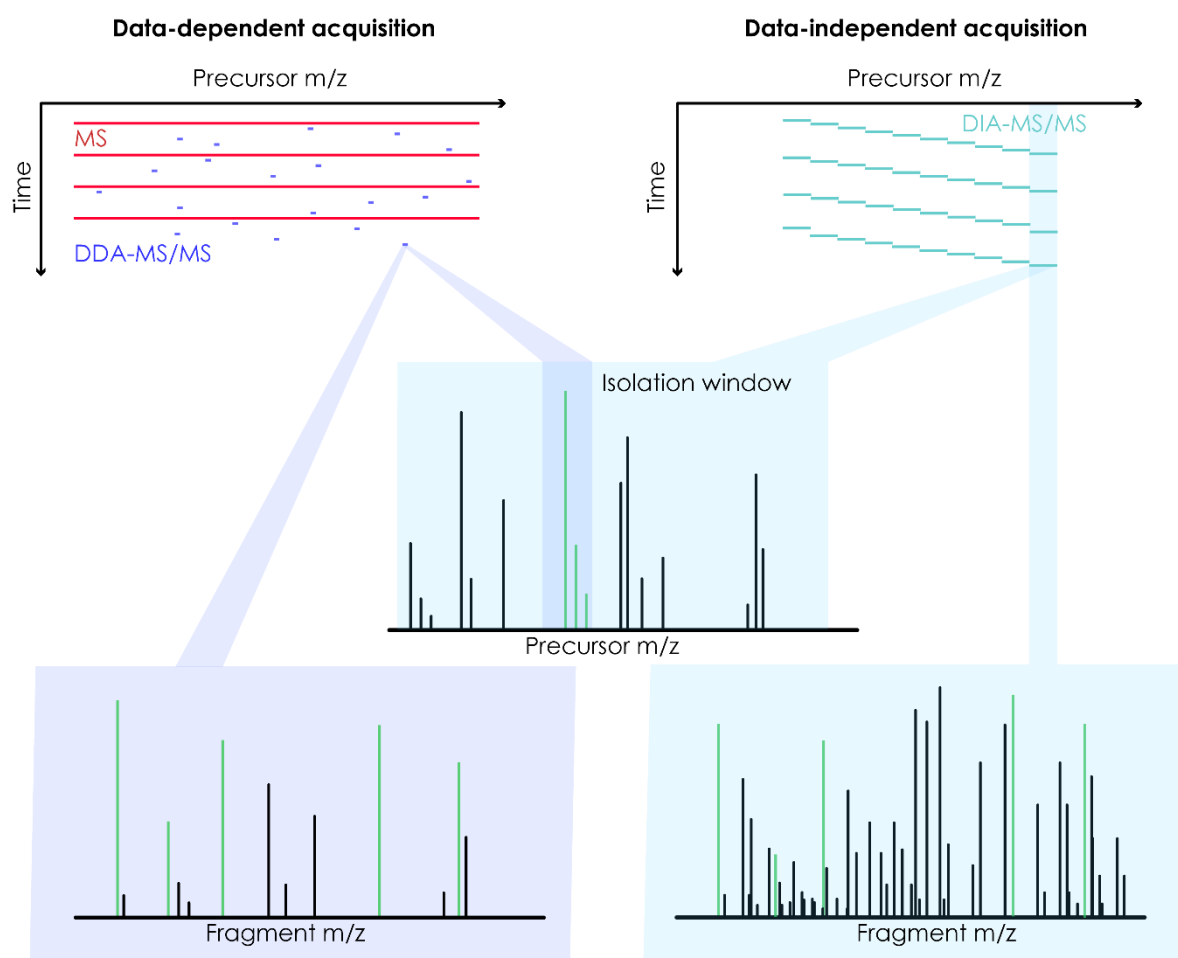 Data-dependent acquisition
Data-independent acquisition
Precursor m/z
Precursor m/z
MS
DIA-MS/MS
Time
Time
DDA-MS/MS
Isolation window
Precursor m/z
Fragment m/z
Fragment m/z